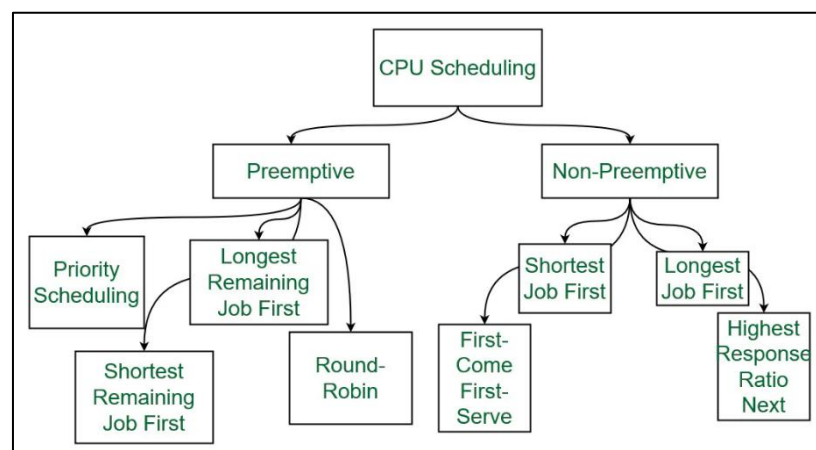 CPU Scheduling
Preemptive
Non-Preemptive
Priority
Scheduling
Longest
Remaining
Job First
Shortest
Job First
Longest
Job First
Shortest
Remaining
Job First
Round-
Robin
First-
Come
First-
Serve
Highest
Response
Ratio
Next